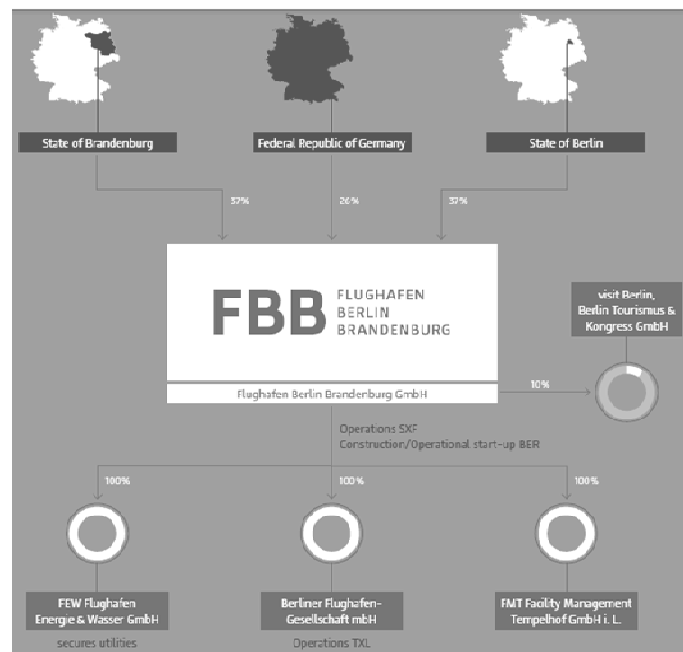 State of Brandenburg
Federal Republic of Germany
State of Berlin
37%
26%
37%
FBB
FLUGHAFEN
BERLIN
BRANDENBURG
visit Berlin,
Berlin Tourismus &
Kongress GmbH
Flughafen Berlin Brandenburg GmbH
10%
Operations SXF
Construction/Operational start-up BER
100%
100%
100%
FEW Flughafen
Energie & Wasser GmbH
Berliner Flughafen-
Gesellschaft mbH
FMT Facility Management
Tempelhof GmbH i. L.
secures utilities
Operations TXL